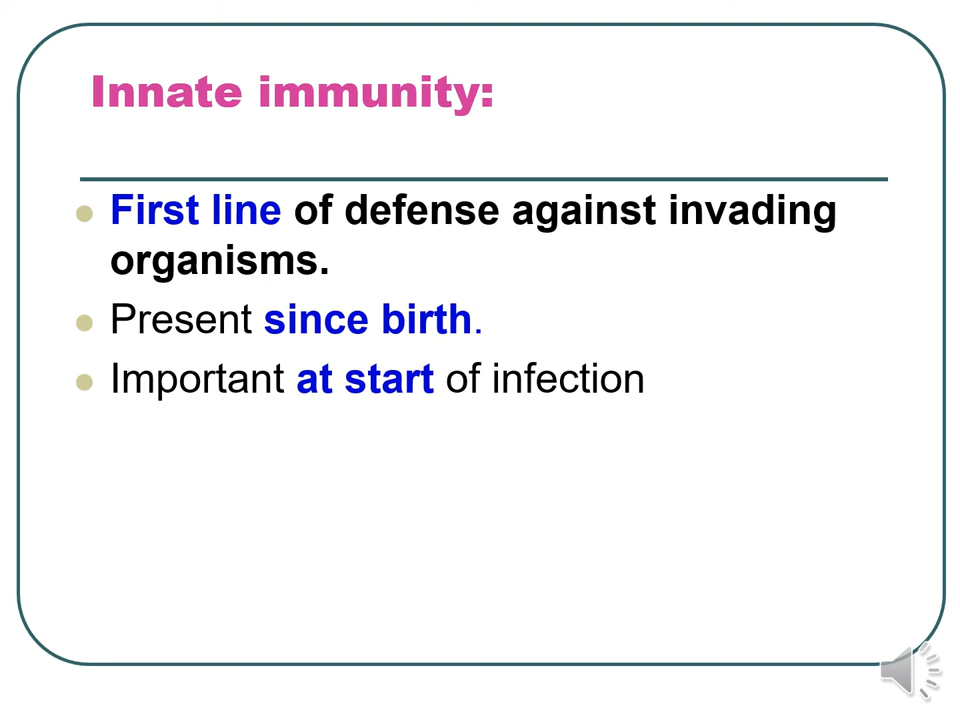 Innate immunity:
First line of defense against invading
organisms.
Present since birth.
Important at start of infection